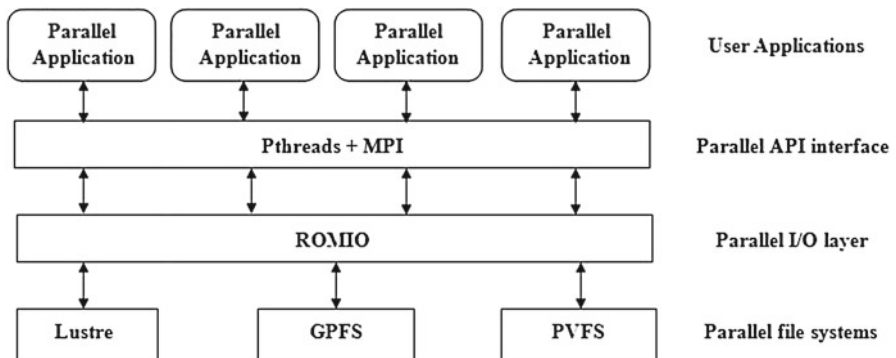 Parallel Application
Parallel Application
Parallel Application
Parallel Application
User Applications
Pthreads + MPI
Parallel API interface
ROMIO
Parallel I/O layer
Lustre
GPFS
PVFS
Parallel file systems